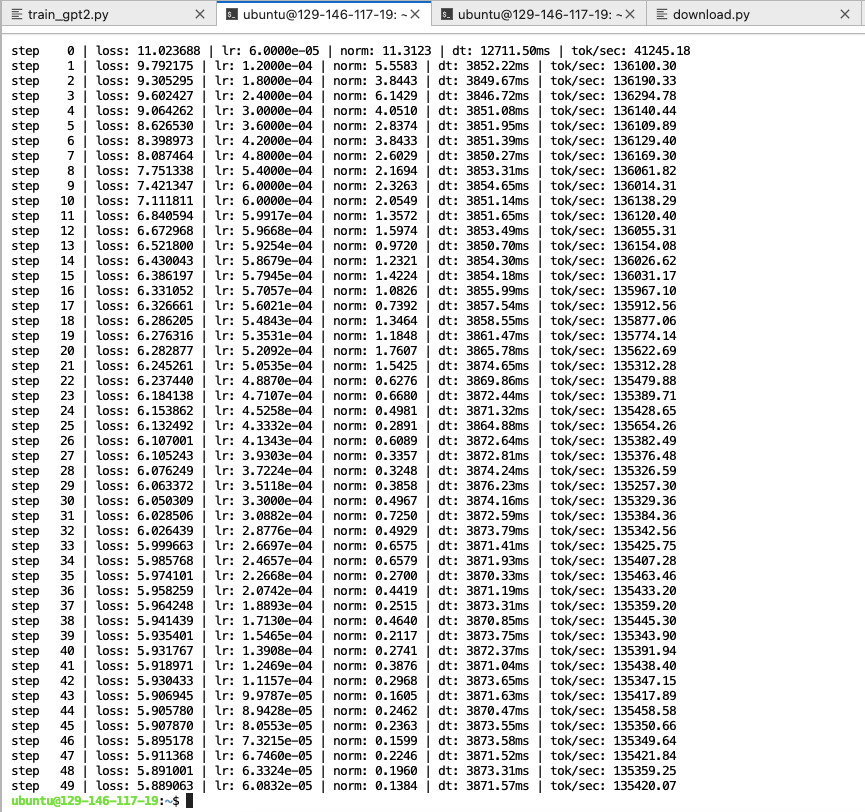 train_gpt2.py × ubuntu@129-146-117-19: ~ × ubuntu@129-146-117-19: ~ × download.py ×
step 0 | loss: 11.023688 | lr: 6.0000e-05 | norm: 11.3123 | dt: 12711.50ms | tok/sec: 41245.18
step 1 | loss: 9.792175 | lr: 1.2000e-04 | norm: 5.5583 | dt: 3852.22ms | tok/sec: 136100.30
step 2 | loss: 9.305295 | lr: 1.8000e-04 | norm: 3.8443 | dt: 3849.67ms | tok/sec: 136190.33
step 3 | loss: 9.602427 | lr: 2.4000e-04 | norm: 6.1429 | dt: 3846.72ms | tok/sec: 136294.78
step 4 | loss: 9.064262 | lr: 3.0000e-04 | norm: 4.0510 | dt: 3851.08ms | tok/sec: 136140.44
step 5 | loss: 8.626530 | lr: 3.6000e-04 | norm: 2.8374 | dt: 3851.95ms | tok/sec: 136109.89
step 6 | loss: 8.398973 | lr: 4.2000e-04 | norm: 3.8433 | dt: 3851.39ms | tok/sec: 136129.40
step 7 | loss: 8.087464 | lr: 4.8000e-04 | norm: 2.6029 | dt: 3850.27ms | tok/sec: 136169.30
step 8 | loss: 7.751338 | lr: 5.4000e-04 | norm: 2.1694 | dt: 3853.31ms | tok/sec: 136061.82
step 9 | loss: 7.421347 | lr: 6.0000e-04 | norm: 2.3263 | dt: 3854.65ms | tok/sec: 136014.31
step 10 | loss: 7.111811 | lr: 6.0000e-04 | norm: 2.0549 | dt: 3851.14ms | tok/sec: 136138.29
step 11 | loss: 6.840594 | lr: 5.9917e-04 | norm: 1.3572 | dt: 3851.65ms | tok/sec: 136120.40
step 12 | loss: 6.672968 | lr: 5.9668e-04 | norm: 1.5974 | dt: 3853.49ms | tok/sec: 136055.31
step 13 | loss: 6.521800 | lr: 5.9254e-04 | norm: 0.9720 | dt: 3850.70ms | tok/sec: 136154.08
step 14 | loss: 6.430043 | lr: 5.8679e-04 | norm: 1.2321 | dt: 3854.30ms | tok/sec: 136026.62
step 15 | loss: 6.386197 | lr: 5.7945e-04 | norm: 1.4224 | dt: 3854.18ms | tok/sec: 136031.17
step 16 | loss: 6.331052 | lr: 5.7057e-04 | norm: 1.0826 | dt: 3855.99ms | tok/sec: 135967.10
step 17 | loss: 6.326661 | lr: 5.6021e-04 | norm: 0.7392 | dt: 3857.54ms | tok/sec: 135912.56
step 18 | loss: 6.286205 | lr: 5.4843e-04 | norm: 1.3464 | dt: 3858.55ms | tok/sec: 135877.06
step 19 | loss: 6.276316 | lr: 5.3531e-04 | norm: 1.1848 | dt: 3861.47ms | tok/sec: 135774.14
step 20 | loss: 6.282877 | lr: 5.2092e-04 | norm: 1.7607 | dt: 3865.78ms | tok/sec: 135622.69
step 21 | loss: 6.245261 | lr: 5.0535e-04 | norm: 1.5425 | dt: 3874.65ms | tok/sec: 135312.28
step 22 | loss: 6.237440 | lr: 4.8870e-04 | norm: 0.6276 | dt: 3869.86ms | tok/sec: 135479.88
step 23 | loss: 6.184138 | lr: 4.7107e-04 | norm: 0.6680 | dt: 3872.44ms | tok/sec: 135389.71
step 24 | loss: 6.153862 | lr: 4.5258e-04 | norm: 0.4981 | dt: 3871.32ms | tok/sec: 135428.65
step 25 | loss: 6.132492 | lr: 4.3332e-04 | norm: 0.2891 | dt: 3864.88ms | tok/sec: 135654.26
step 26 | loss: 6.107001 | lr: 4.1343e-04 | norm: 0.6089 | dt: 3872.64ms | tok/sec: 135382.49
step 27 | loss: 6.105243 | lr: 3.9303e-04 | norm: 0.3357 | dt: 3872.81ms | tok/sec: 135376.48
step 28 | loss: 6.076249 | lr: 3.7224e-04 | norm: 0.3248 | dt: 3874.24ms | tok/sec: 135326.59
step 29 | loss: 6.063372 | lr: 3.5118e-04 | norm: 0.3858 | dt: 3876.23ms | tok/sec: 135257.30
step 30 | loss: 6.050309 | lr: 3.3000e-04 | norm: 0.4967 | dt: 3874.16ms | tok/sec: 135329.36
step 31 | loss: 6.028506 | lr: 3.0882e-04 | norm: 0.7250 | dt: 3872.59ms | tok/sec: 135384.36
step 32 | loss: 6.026439 | lr: 2.8776e-04 | norm: 0.4929 | dt: 3873.79ms | tok/sec: 135342.56
step 33 | loss: 5.999663 | lr: 2.6697e-04 | norm: 0.6575 | dt: 3871.41ms | tok/sec: 135425.75
step 34 | loss: 5.985768 | lr: 2.4657e-04 | norm: 0.6579 | dt: 3871.93ms | tok/sec: 135407.28
step 35 | loss: 5.974101 | lr: 2.2668e-04 | norm: 0.2700 | dt: 3870.33ms | tok/sec: 135463.46
step 36 | loss: 5.958259 | lr: 2.0742e-04 | norm: 0.4419 | dt: 3871.19ms | tok/sec: 135433.20
step 37 | loss: 5.964248 | lr: 1.8893e-04 | norm: 0.2515 | dt: 3873.31ms | tok/sec: 135359.20
step 38 | loss: 5.941439 | lr: 1.7130e-04 | norm: 0.4640 | dt: 3870.85ms | tok/sec: 135445.30
step 39 | loss: 5.935401 | lr: 1.5465e-04 | norm: 0.2117 | dt: 3873.75ms | tok/sec: 135343.90
step 40 | loss: 5.931767 | lr: 1.3908e-04 | norm: 0.2741 | dt: 3872.37ms | tok/sec: 135391.94
step 41 | loss: 5.918971 | lr: 1.2469e-04 | norm: 0.3876 | dt: 3871.04ms | tok/sec: 135438.40
step 42 | loss: 5.930433 | lr: 1.1157e-04 | norm: 0.2968 | dt: 3873.65ms | tok/sec: 135347.15
step 43 | loss: 5.906945 | lr: 9.9787e-05 | norm: 0.1605 | dt: 3871.63ms | tok/sec: 135417.89
step 44 | loss: 5.905780 | lr: 8.9428e-05 | norm: 0.2462 | dt: 3870.47ms | tok/sec: 135458.58
step 45 | loss: 5.907870 | lr: 8.0553e-05 | norm: 0.2363 | dt: 3873.55ms | tok/sec: 135350.66
step 46 | loss: 5.895178 | lr: 7.3215e-05 | norm: 0.1599 | dt: 3873.58ms | tok/sec: 135349.64
step 47 | loss: 5.911368 | lr: 6.7460e-05 | norm: 0.2246 | dt: 3871.52ms | tok/sec: 135421.84
step 48 | loss: 5.891001 | lr: 6.3324e-05 | norm: 0.1960 | dt: 3873.31ms | tok/sec: 135359.25
step 49 | loss: 5.889063 | lr: 6.0832e-05 | norm: 0.1384 | dt: 3871.57ms | tok/sec: 135420.07
ubuntu@129-146-117-19:~$